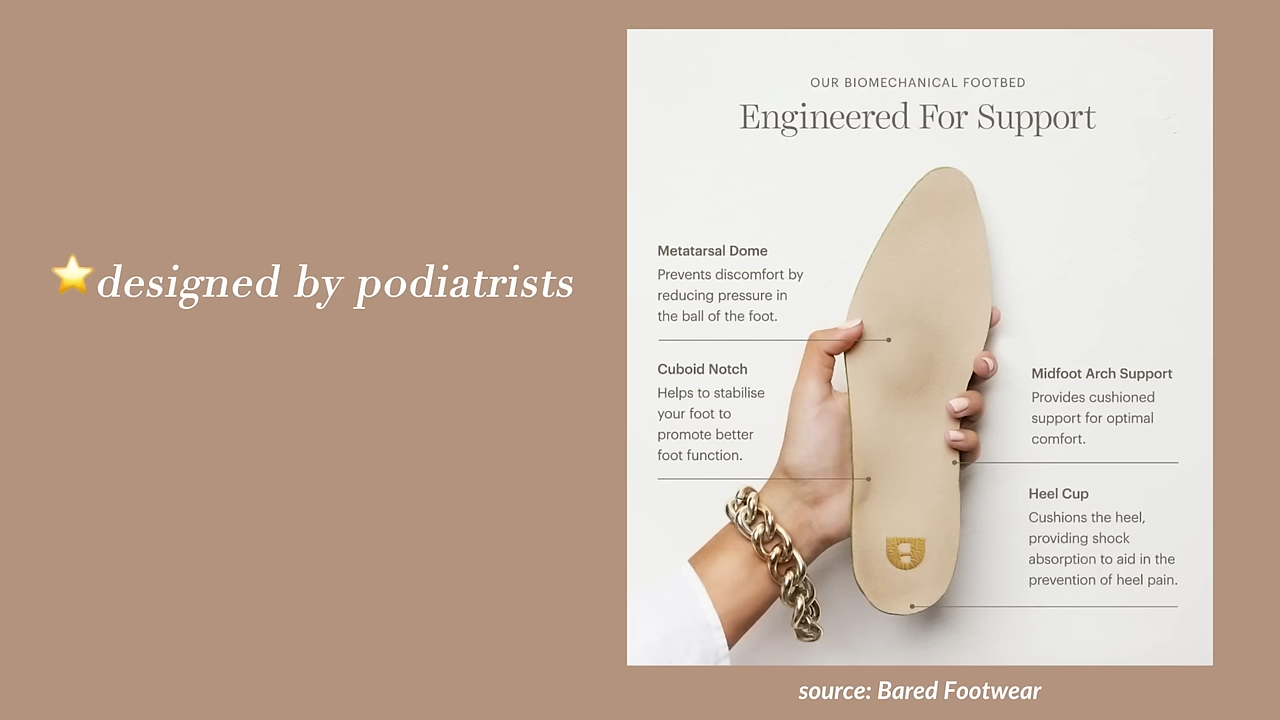 ⭐designed by podiatrists
OUR BIOMECHANICAL FOOTBED
Engineered For Support
Metatarsal Dome
Prevents discomfort by
reducing pressure in
the ball of the foot.
Cuboid Notch
Helps to stabilise
your foot to
promote better
foot function.
Midfoot Arch Support
Provides cushioned
support for optimal
comfort.
Heel Cup
Cushions the heel,
providing shock
absorption to aid in the
prevention of heel pain.
source: Bared Footwear